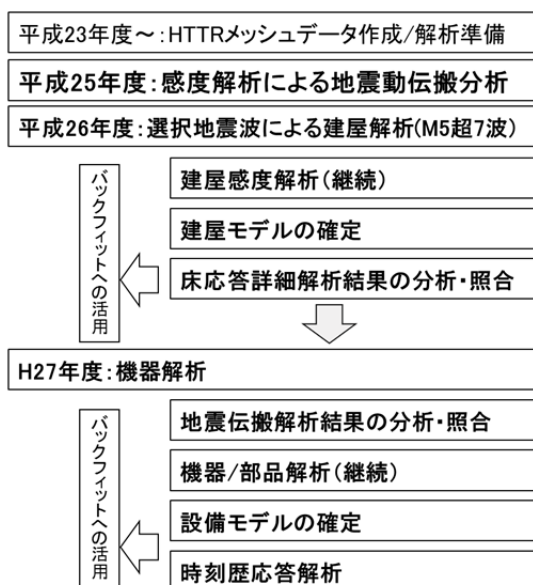 平成23年度～:HTTRメッシュデータ作成/解析準備
平成25年度:感度解析による地震動伝搬分析
平成26年度:選択地震波による建屋解析(M5超7波)
バックフィットへの活用
建屋感度解析(継続)
建屋モデルの確定
床応答詳細解析結果の分析・照合
H27年度:機器解析
バックフィットへの活用
地震伝搬解析結果の分析・照合
機器/部品解析(継続)
設備モデルの確定
時刻歴応答解析